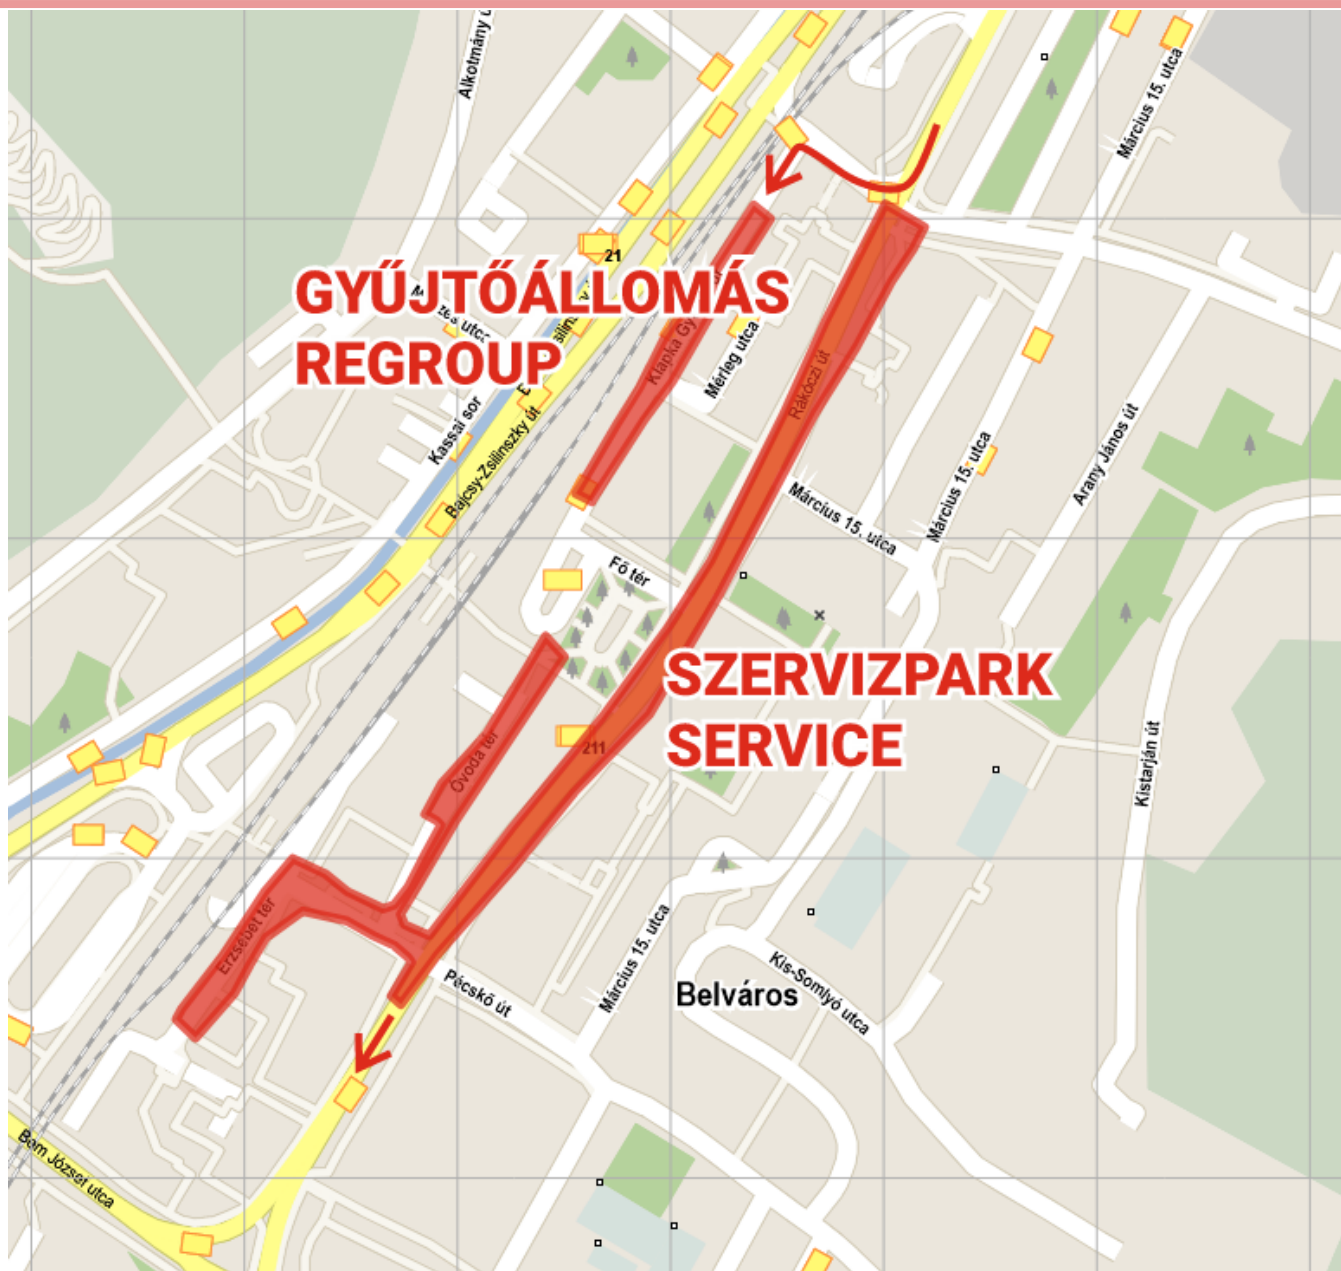 Alkotmány ú
Március 15. utca
21
GYŰJTŐÁLLOMÁS
REGROUP
Klapka Gy
Mérleg utca
Rákóczi út
Kassai sor
Bajcsy-Zsilinszky út
Március 15. utca
Március 15. utca
Arany János út
Fő tér
SZERVIZPARK
SERVICE
211
Óvoda tér
Kistarján út
Erzsébet tér
Pécskő út
Március 15. utca
Belváros
Kis-Somlyó utca
Bem József utca